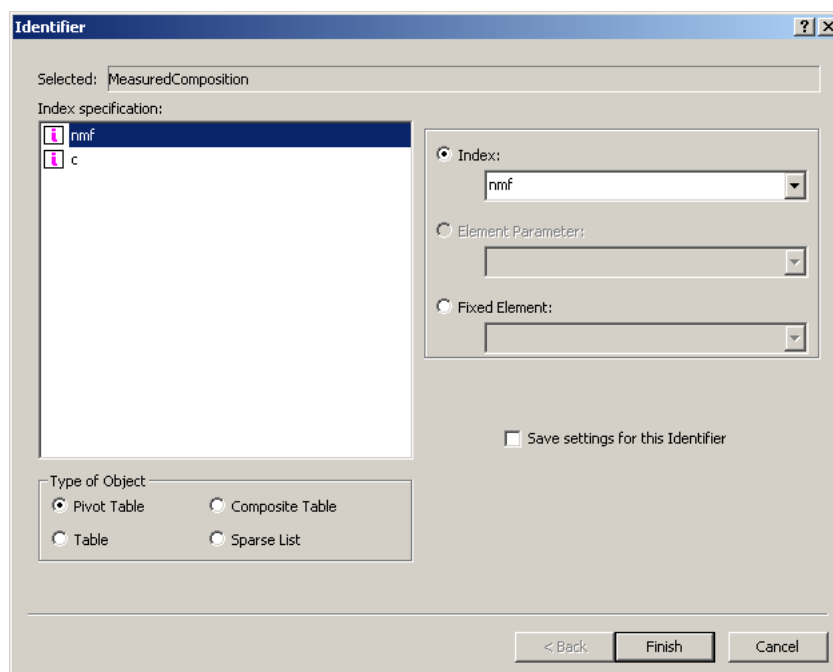 Identifier
Selected: MeasuredComposition
Index specification:
i nmf
i c
Index:
nmf
Element Parameter:
Fixed Element:
Save settings for this Identifier
Type of Object
Pivot Table Composite Table
Table Sparse List
< Back Finish Cancel